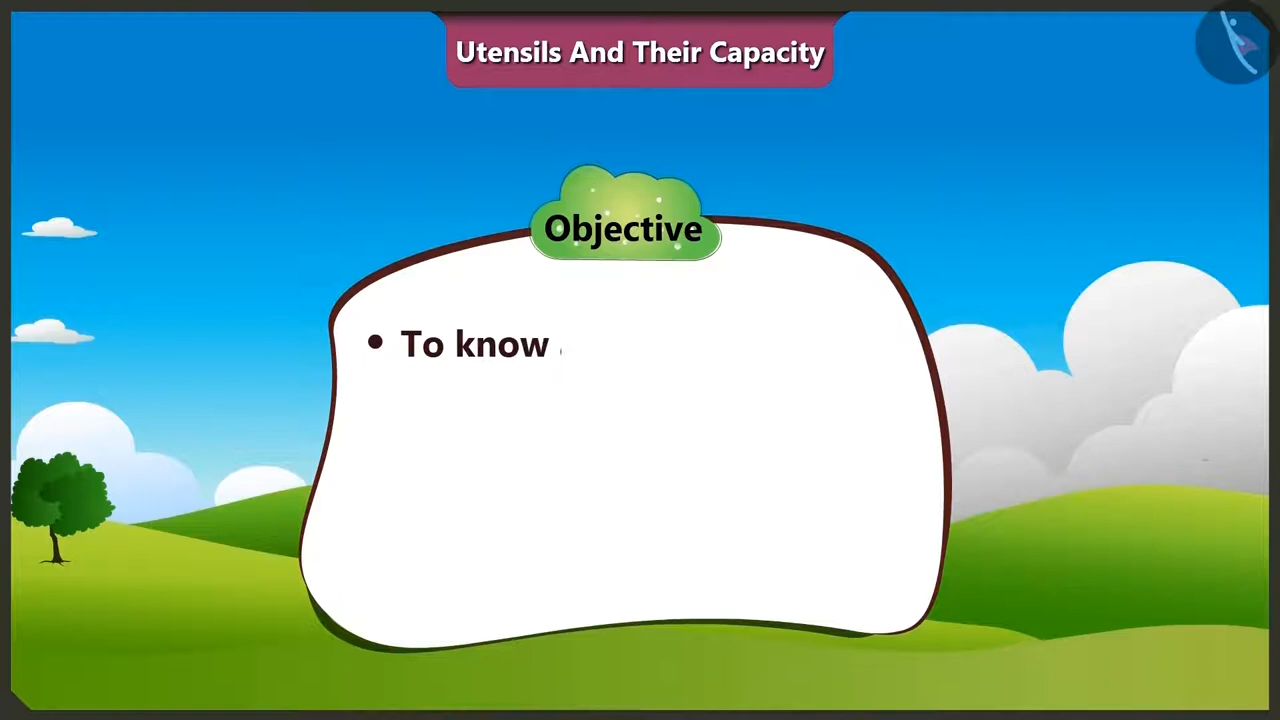 Utensils And Their Capacity
Objective
• To know